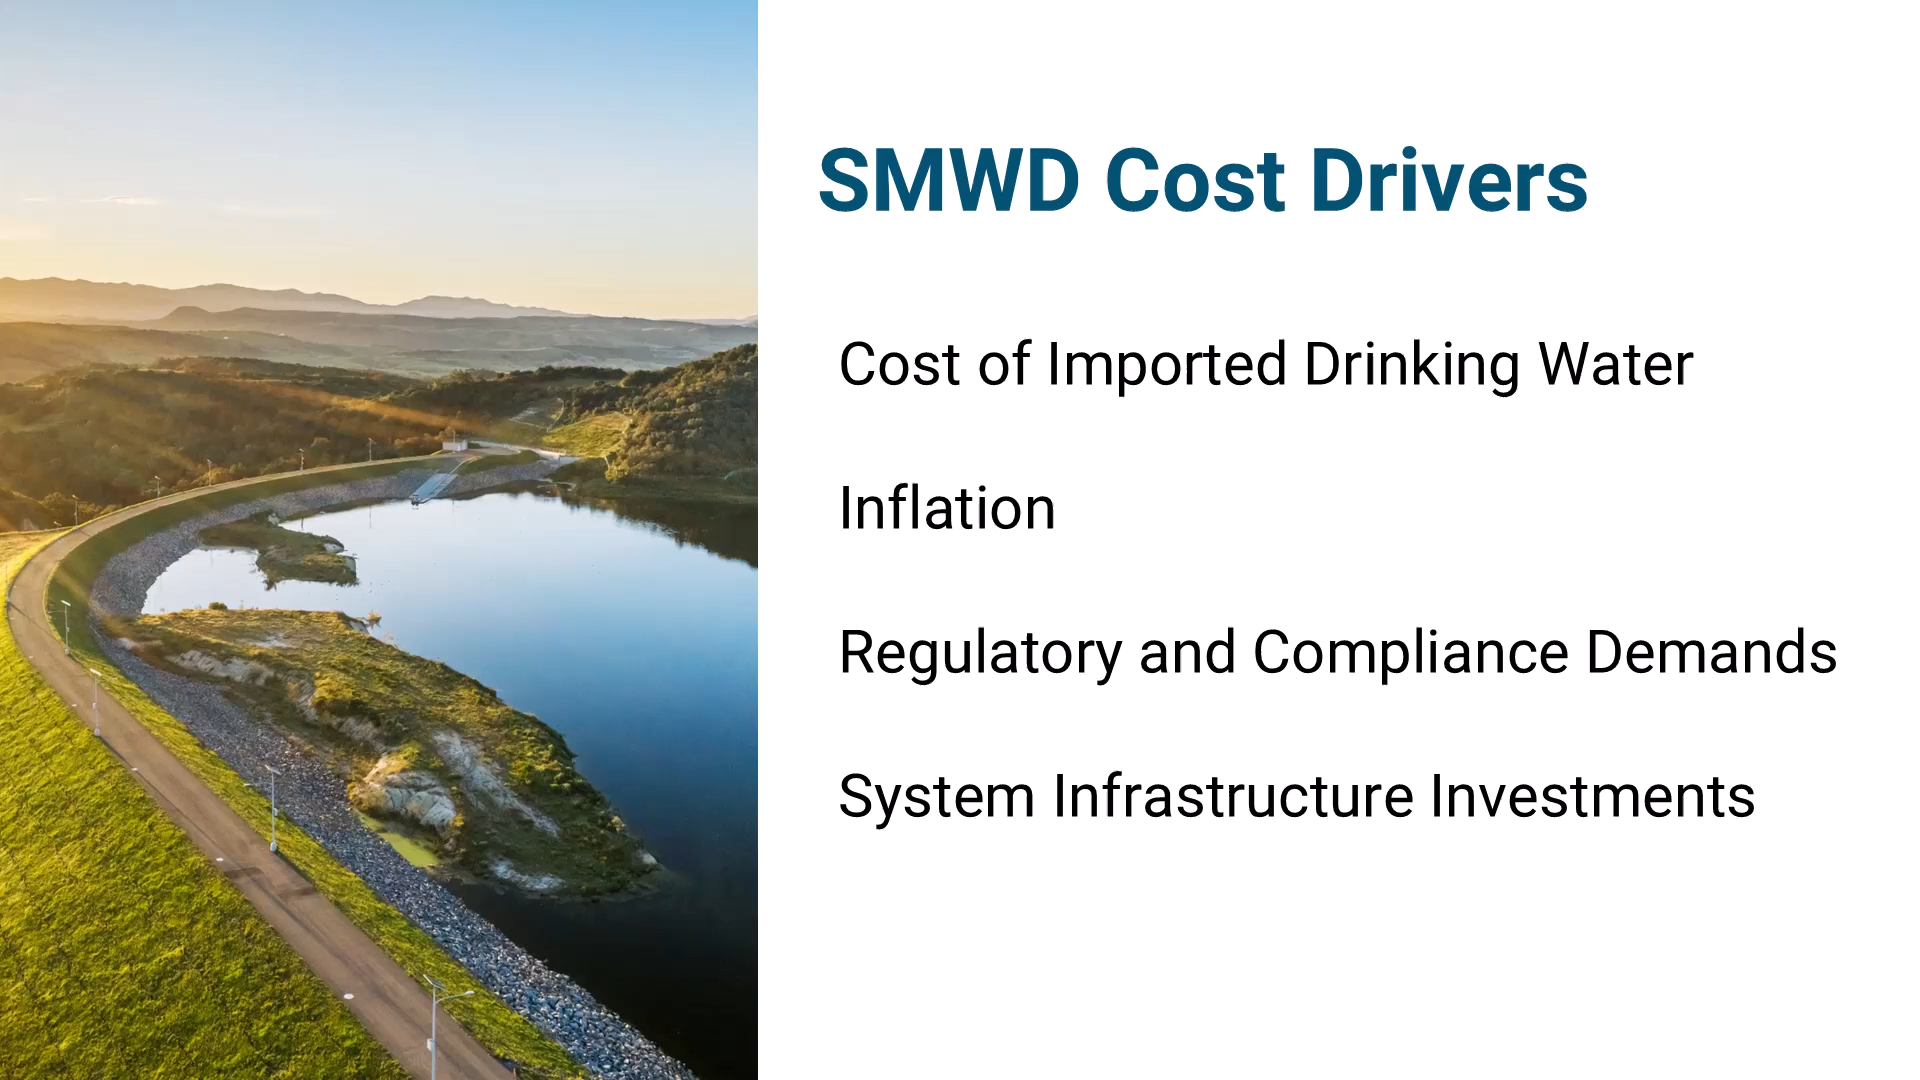 SMWD Cost Drivers
Cost of Imported Drinking Water
Inflation
Regulatory and Compliance Demands
System Infrastructure Investments